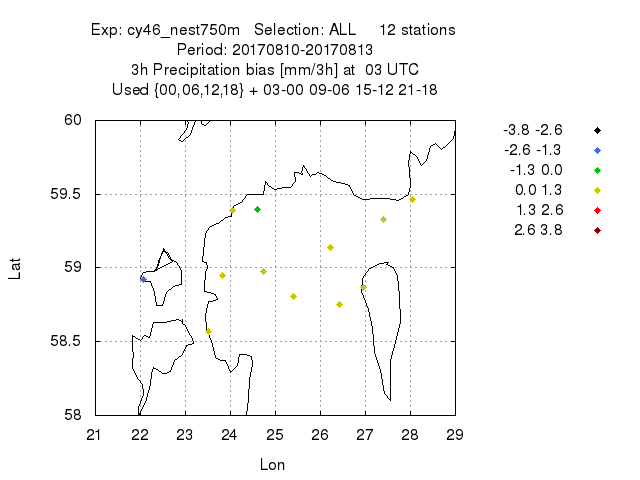 Exp: cy46_nest750m Selection: ALL 12 stations
Period: 20170810-20170813
3h Precipitation bias [mm/3h] at 03 UTC
Used {00,06,12,18} + 03-00 09-06 15-12 21-18
-3.8 -2.6
-2.6 -1.3
-1.3 0.0
0.0 1.3
1.3 2.6
2.6 3.8
60
59.5
59
58.5
58
Lat
21 22 23 24 25 26 27 28 29
Lon